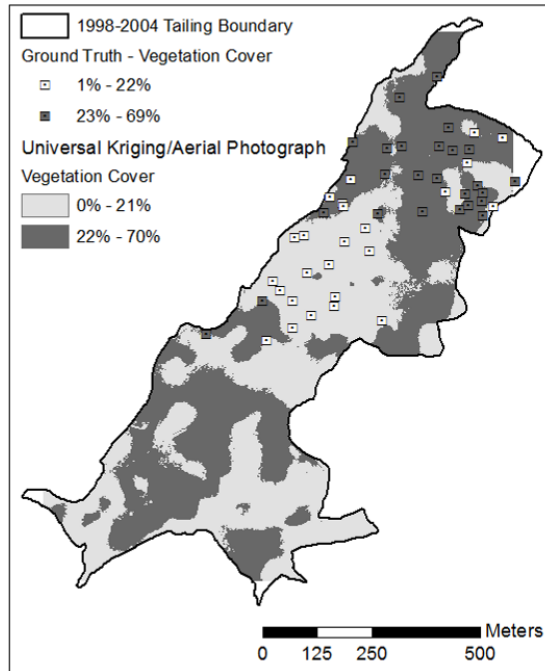 1998-2004 Tailing Boundary
Ground Truth - Vegetation Cover
1% - 22%
23% - 69%
Universal Kriging/Aerial Photograph
Vegetation Cover
0% - 21%
22% - 70%
Meters
0 125 250 500